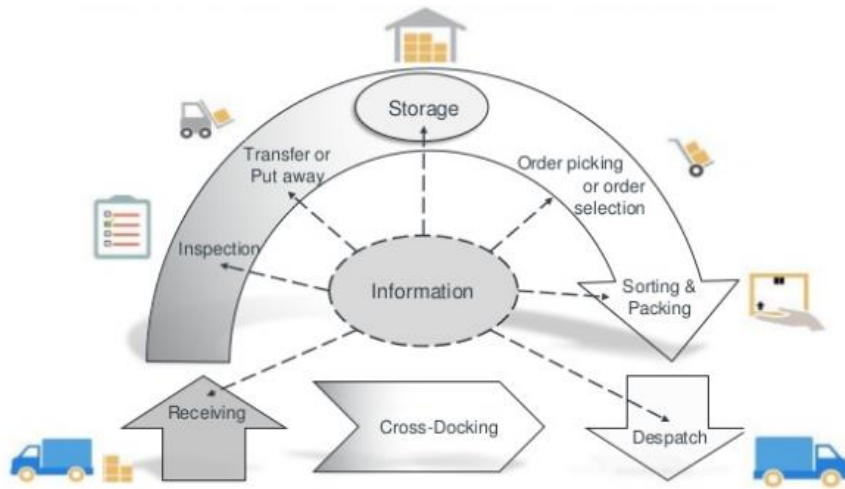 Storage
Transfer or
Put away
Order picking
or order
selection
Inspection
Information
Sorting &
Packing
Receiving
Cross-Docking
Despatch